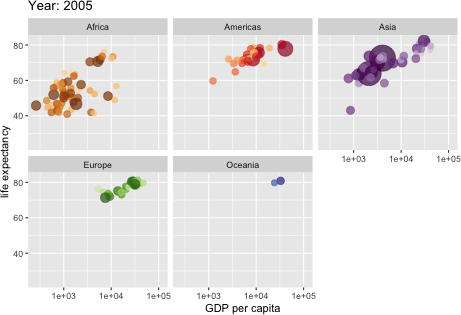 Year: 2005
Africa
Americas
Asia
80
60
40
1e+03
1e+04
1e+05
Europe
Oceania
80
60
40
1e+03
1e+04
1e+05
1e+03
1e+04
1e+05
GDP per capita
life expectancy